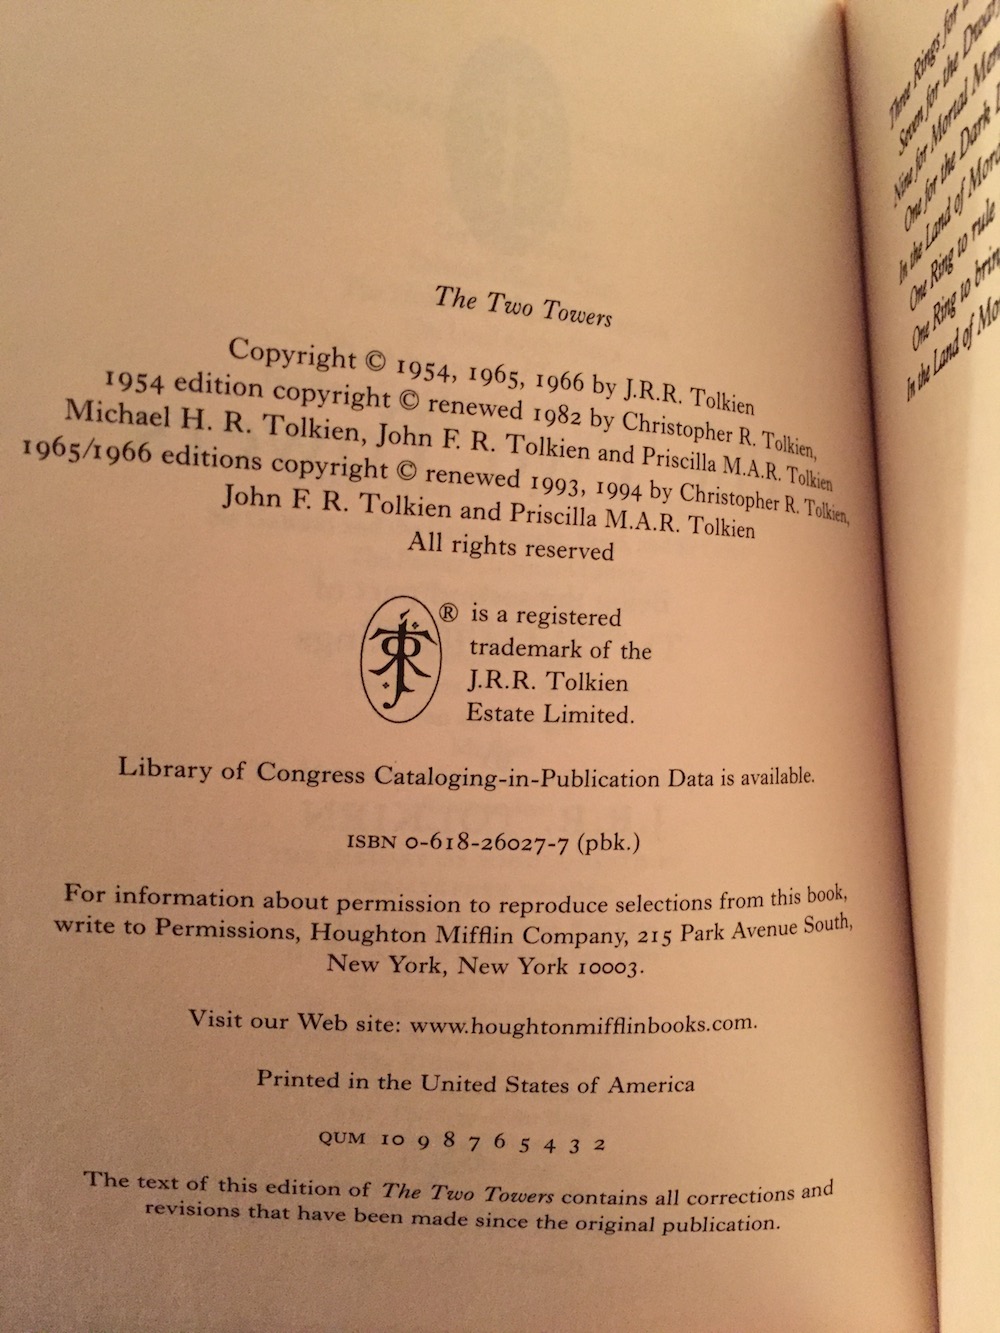 The Two Towers
Copyright © 1954, 1965, 1966 by J.R.R. Tolkien
1954 edition copyright © renewed 1982 by Christopher R. Tolkien,
Michael H. R. Tolkien, John F. R. Tolkien and Priscilla M.A.R. Tolkien
1965/1966 editions copyright © renewed 1993, 1994 by Christopher R. Tolkien,
John F. R. Tolkien and Priscilla M.A.R. Tolkien
All rights reserved
® is a registered
trademark of the
J.R.R. Tolkien
Estate Limited.
Library of Congress Cataloging-in-Publication Data is available.
ISBN 0-618-26027-7 (pbk.)
For information about permission to reproduce selections from this book,
write to Permissions, Houghton Mifflin Company, 215 Park Avenue South,
New York, New York 10003.
Visit our Web site: www.houghtonmifflinbooks.com.
Printed in the United States of America
QUM 10 9 8 7 6 5 4 3 2
The text of this edition of The Two Towers contains all corrections and
revisions that have been made since the original publication.
Three Rings for
Seven for the
Nine for Mortal
One for the Dark
In the Land of
One Ring to rule
One Ring to
In the Land of